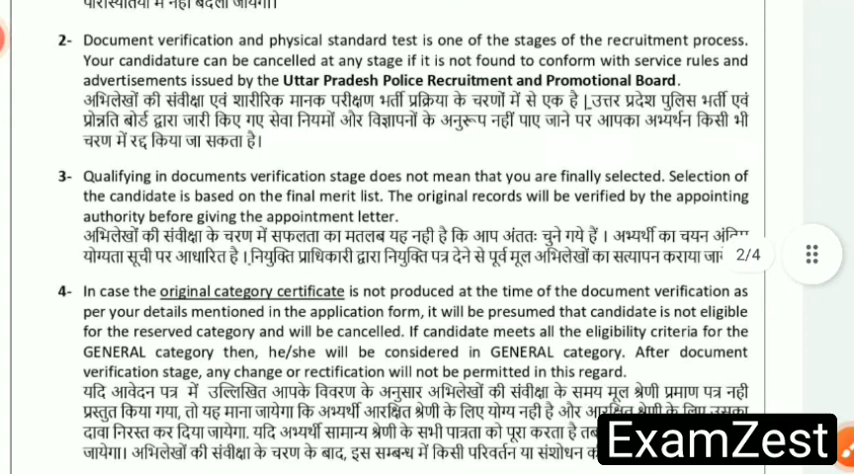 परिस्थितियों में नहीं बदला जायेगा।
2- Document verification and physical standard test is one of the stages of the recruitment process.
Your candidature can be cancelled at any stage if it is not found to conform with service rules and
advertisements issued by the Uttar Pradesh Police Recruitment and Promotional Board.
अभिलेखों की संवीक्षा एवं शारीरिक मानक परीक्षण भर्ती प्रक्रिया के चरणों में से एक है | उत्तर प्रदेश पुलिस भर्ती एवं
प्रोन्नति बोर्ड द्वारा जारी किए गए सेवा नियमों और विज्ञापनों के अनुरूप नहीं पाए जाने पर आपका अभ्यर्थन किसी भी
चरण में रद्द किया जा सकता है।
3- Qualifying in documents verification stage does not mean that you are finally selected. Selection of
the candidate is based on the final merit list. The original records will be verified by the appointing
authority before giving the appointment letter.
अभिलेखों की संवीक्षा के चरण में सफलता का मतलब यह नही है कि आप अंततः चुने गये हैं । अभ्यर्थी का चयन अंतिम
योग्यता सूची पर आधारित है । नियुक्ति प्राधिकारी द्वारा नियुक्ति पत्र देने से पूर्व मूल अभिलेखों का सत्यापन कराया
2/4
4- In case the original category certificate is not produced at the time of the document verification as
per your details mentioned in the application form, it will be presumed that candidate is not eligible
for the reserved category and will be cancelled. If candidate meets all the eligibility criteria for the
GENERAL category then, he/she will be considered in GENERAL category. After document
verification stage, any change or rectification will not be permitted in this regard.
यदि आवेदन पत्र में उल्लिखित आपके विवरण के अनुसार अभिलेखों की संवीक्षा के समय मूल श्रेणी प्रमाण पत्र नही
प्रस्तुत किया गया, तो यह माना जायेगा कि अभ्यर्थी आरक्षित श्रेणी के लिए योग्य नही है और आरक्षित श्रेणी के लिए उसका
दावा निरस्त कर दिया जायेगा. यदि अभ्यर्थी सामान्य श्रेणी के सभी पात्रता को पूरा करता है
जायेगा। अभिलेखों की संवीक्षा के चरण के बाद, इस सम्बन्ध में किसी परिवर्तन या संशोधन
ExamZest